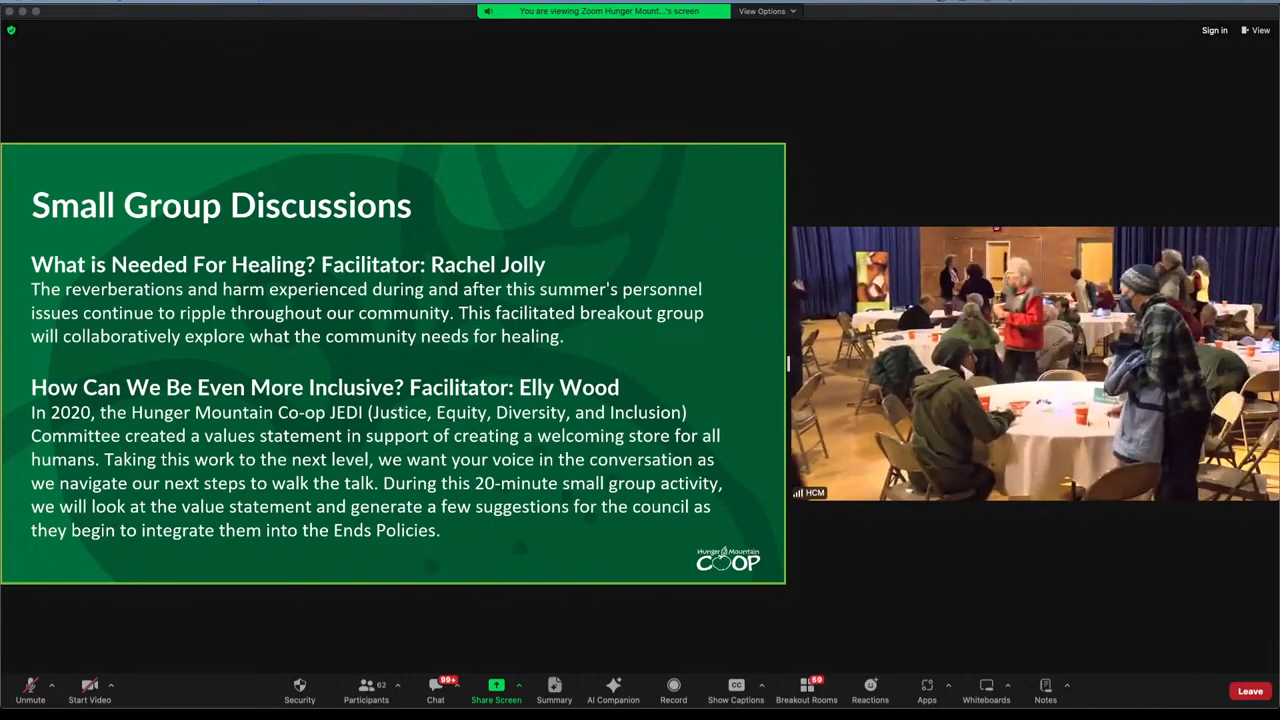 You are viewing Zoom Hunger Mount...'s screen
View Options
Sign in
View
Small Group Discussions
What is Needed For Healing? Facilitator: Rachel Jolly
The reverberations and harm experienced during and after this summer's personnel
issues continue to ripple throughout our community. This facilitated breakout group
will collaboratively explore what the community needs for healing.
How Can We Be Even More Inclusive? Facilitator: Elly Wood
In 2020, the Hunger Mountain Co-op JEDI (Justice, Equity, Diversity, and Inclusion)
Committee created a values statement in support of creating a welcoming store for all
humans. Taking this work to the next level, we want your voice in the conversation as
we navigate our next steps to walk the talk. During this 20-minute small group activity,
we will look at the value statement and generate a few suggestions for the council as
they begin to integrate them into the Ends Policies.
Hunger Mountain
COOP
HCM
62
99+
69
Unmute
Start Video
Security
Participants
Chat
Share Screen
Summary
AI Companion
Record
Show Captions
Breakout Rooms
Reactions
Apps
Whiteboards
Notes
Leave